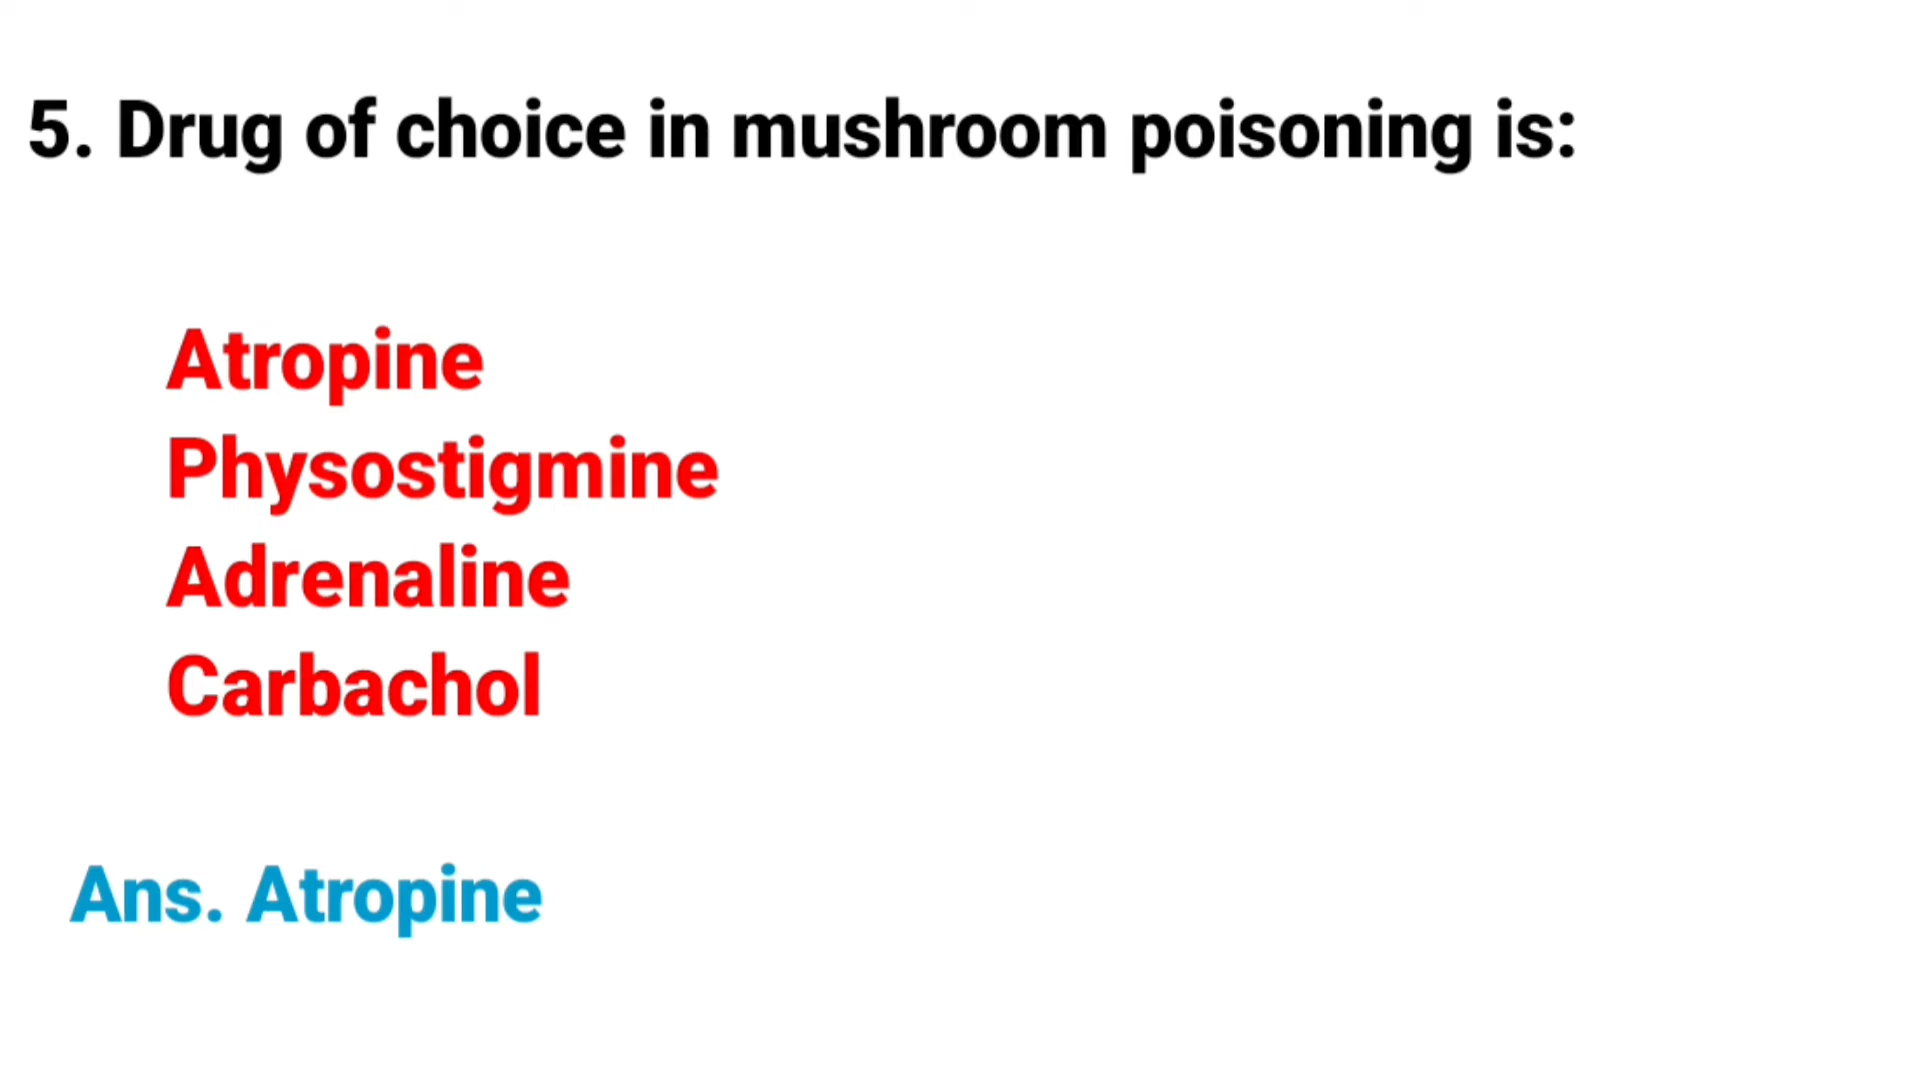 5. Drug of choice in mushroom poisoning is:
Atropine
Physostigmine
Adrenaline
Carbachol
Ans. Atropine